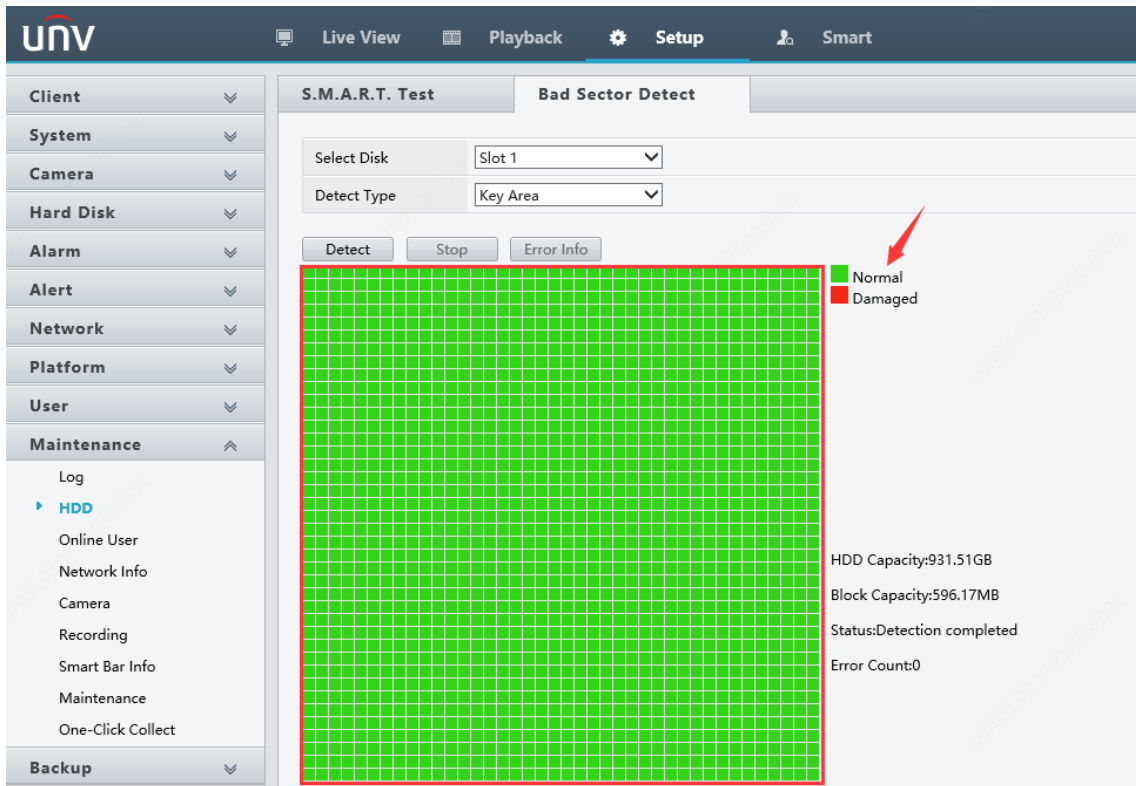 unv
Live View Playback Setup Smart
Client
System
Camera
Hard Disk
Alarm
Alert
Network
Platform
User
Maintenance
Log
HDD
Online User
Network Info
Camera
Recording
Smart Bar Info
Maintenance
One-Click Collect
Backup
S.M.A.R.T. Test Bad Sector Detect
Select Disk Slot 1
Detect Type Key Area
Detect Stop Error Info
Normal
Damaged
HDD Capacity:931.51GB
Block Capacity:596.17MB
Status:Detection completed
Error Count:0